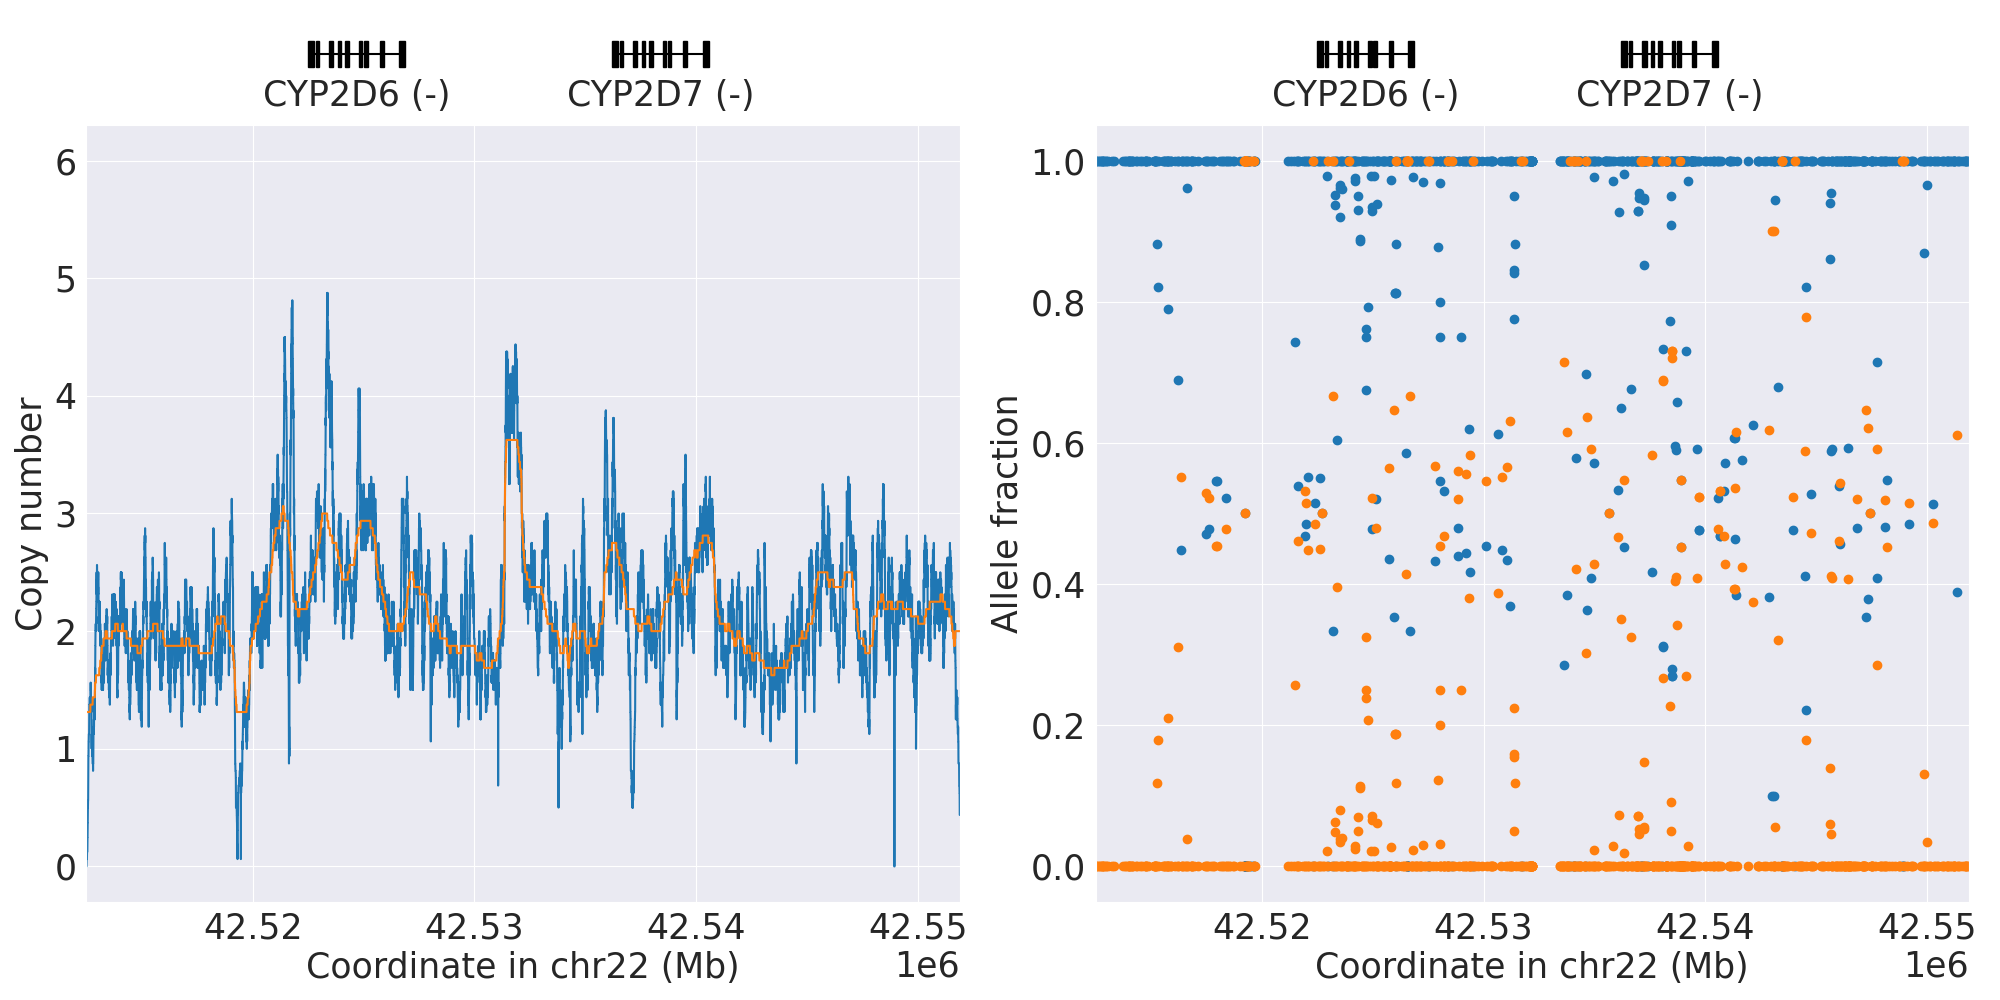 CYP2D6 (-) CYP2D7 (-)
Copy number
6
5
4
3
2
1
0
42.52 42.53 42.54 42.55
Coordinate in chr22 (Mb) 1e6
CYP2D6 (-) CYP2D7 (-)
Allele fraction
1.0
0.8
0.6
0.4
0.2
0.0
42.52 42.53 42.54 42.55
Coordinate in chr22 (Mb) 1e6